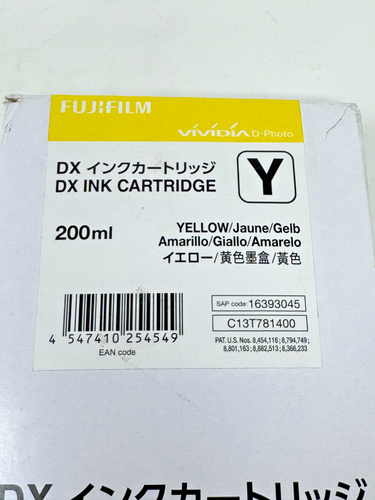 FUJIFILM
ViViDiA D-Photo
DX インクカートリッジ
DX INK CARTRIDGE
Y
200ml
YELLOW/Jaune/Gelb
Amarillo/Giallo/Amarelo
イエロー/黄色墨盒/黃色
SAP code: 16393045
C13T781400
4 547410 254549
EAN code
PAT. U.S. Nos. 8,454,116 ; 8,794,749 ;
8,801,163 ; 8,882,513 ; 8,366,233
DX インクカートリッジ